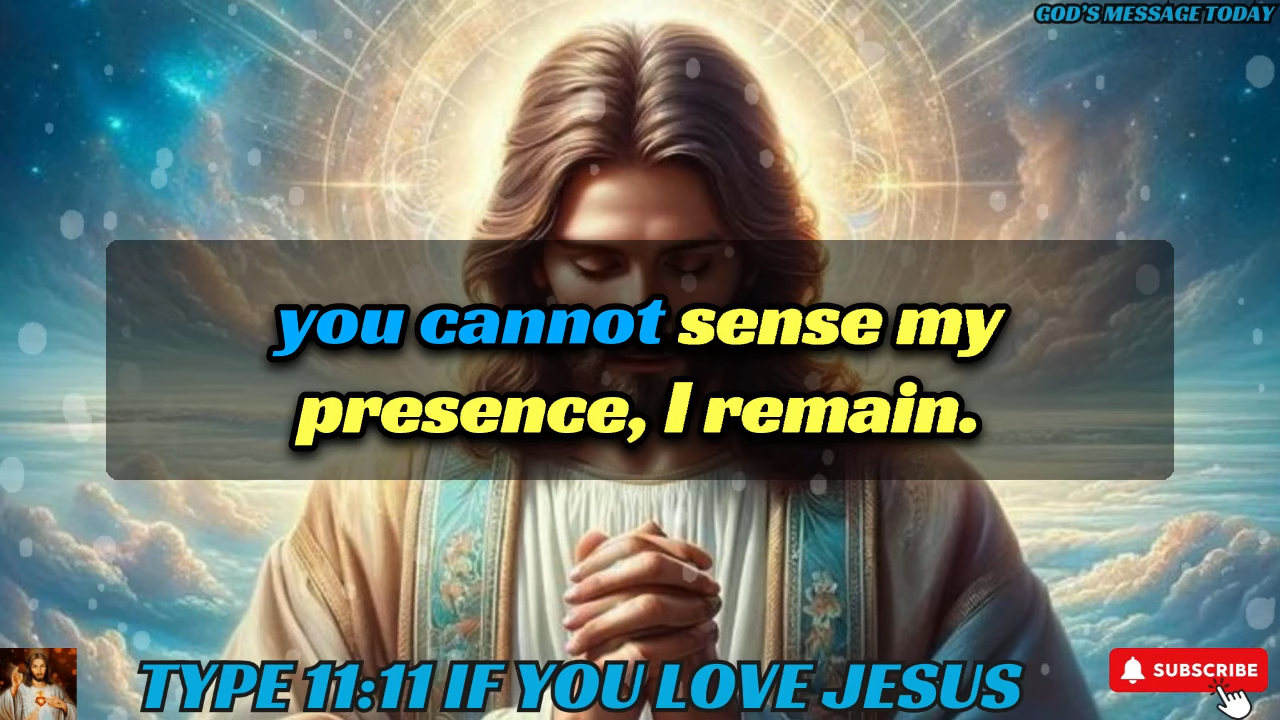 GOD'S MESSAGE TODAY
you cannot sense my
presence, I remain.
TYPE 11:11 IF YOU LOVE JESUS
SUBSCRIBE